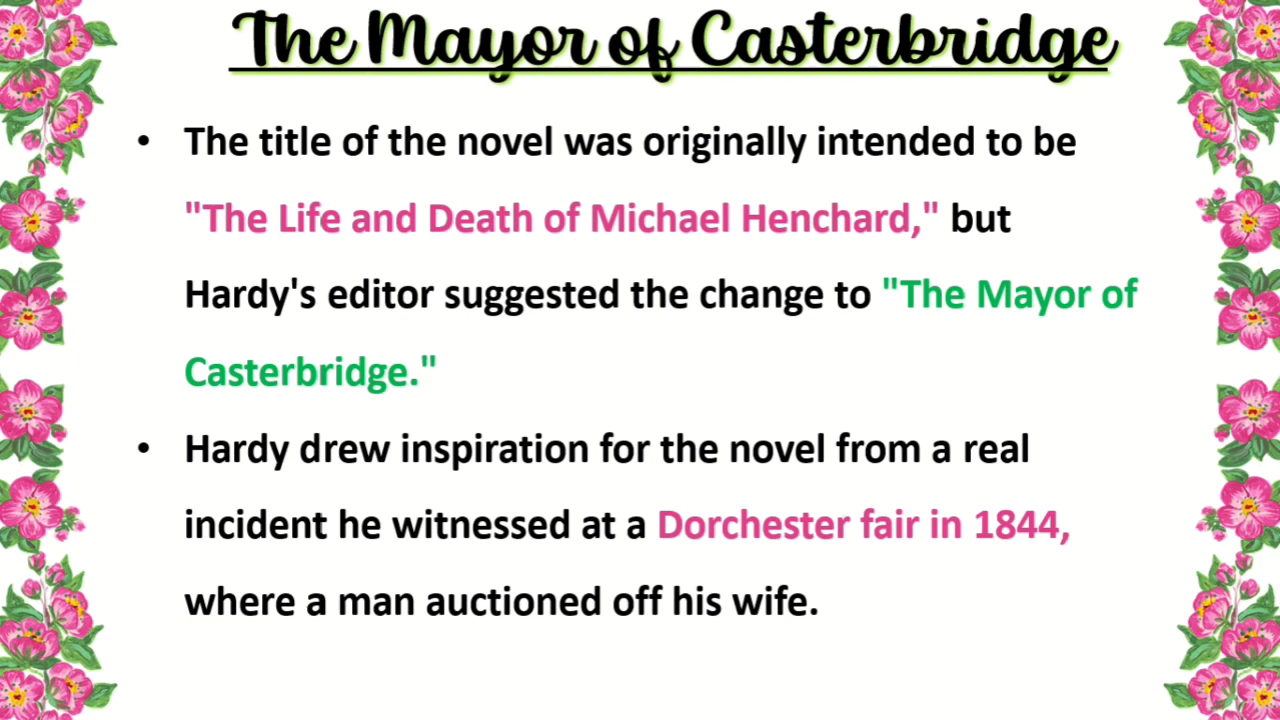 The Mayor of Casterbridge
• The title of the novel was originally intended to be
"The Life and Death of Michael Henchard," but
Hardy's editor suggested the change to "The Mayor of
Casterbridge."
• Hardy drew inspiration for the novel from a real
incident he witnessed at a Dorchester fair in 1844,
where a man auctioned off his wife.